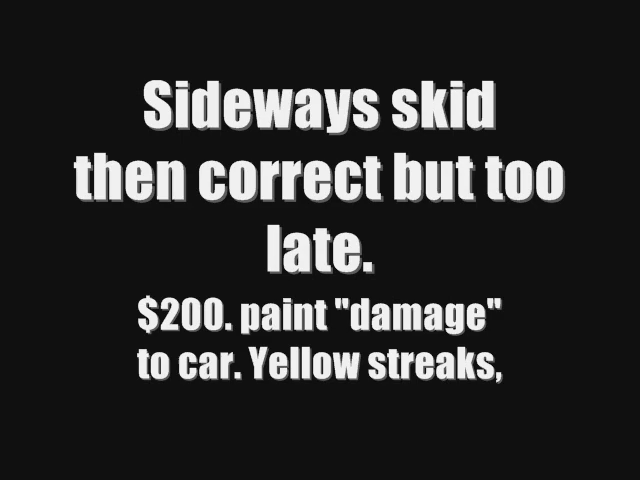 Sideways skid
then correct but too
late.
$200. paint "damage"
to car. Yellow streaks,